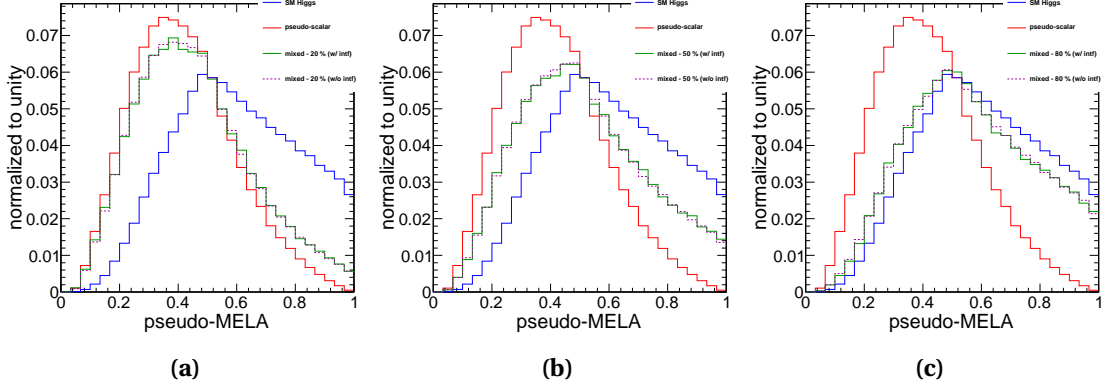 SM Higgs
pseudo-scalar
mixed - 20 % (w/ intf)
mixed - 20 % (w/o intf)
normalized to unity
0.07
0.06
0.05
0.04
0.03
0.02
0.01
0
0 0.2 0.4 0.6 0.8 1
pseudo-MELA
(a)
SM Higgs
pseudo-scalar
mixed - 50 % (w/ intf)
mixed - 50 % (w/o intf)
normalized to unity
0.07
0.06
0.05
0.04
0.03
0.02
0.01
0
0 0.2 0.4 0.6 0.8 1
pseudo-MELA
(b)
SM Higgs
pseudo-scalar
mixed - 80 % (w/ intf)
mixed - 80 % (w/o intf)
normalized to unity
0.07
0.06
0.05
0.04
0.03
0.02
0.01
0
0 0.2 0.4 0.6 0.8 1
pseudo-MELA
(c)